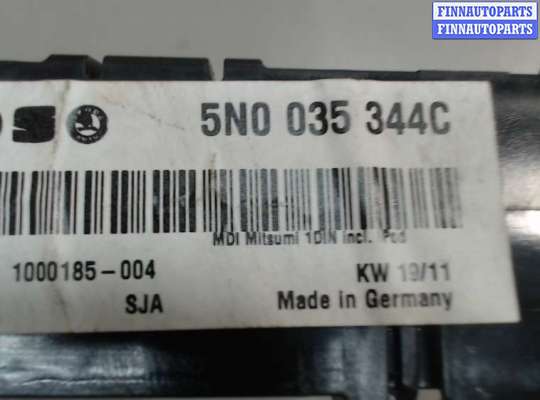 FINNAUTOPARTS
FINNAUTOPARTS
5N0 035 344C
MDI Mitsumi 1DIN incl. Pod
1000185-004
KW 19/11
SJA
Made in Germany